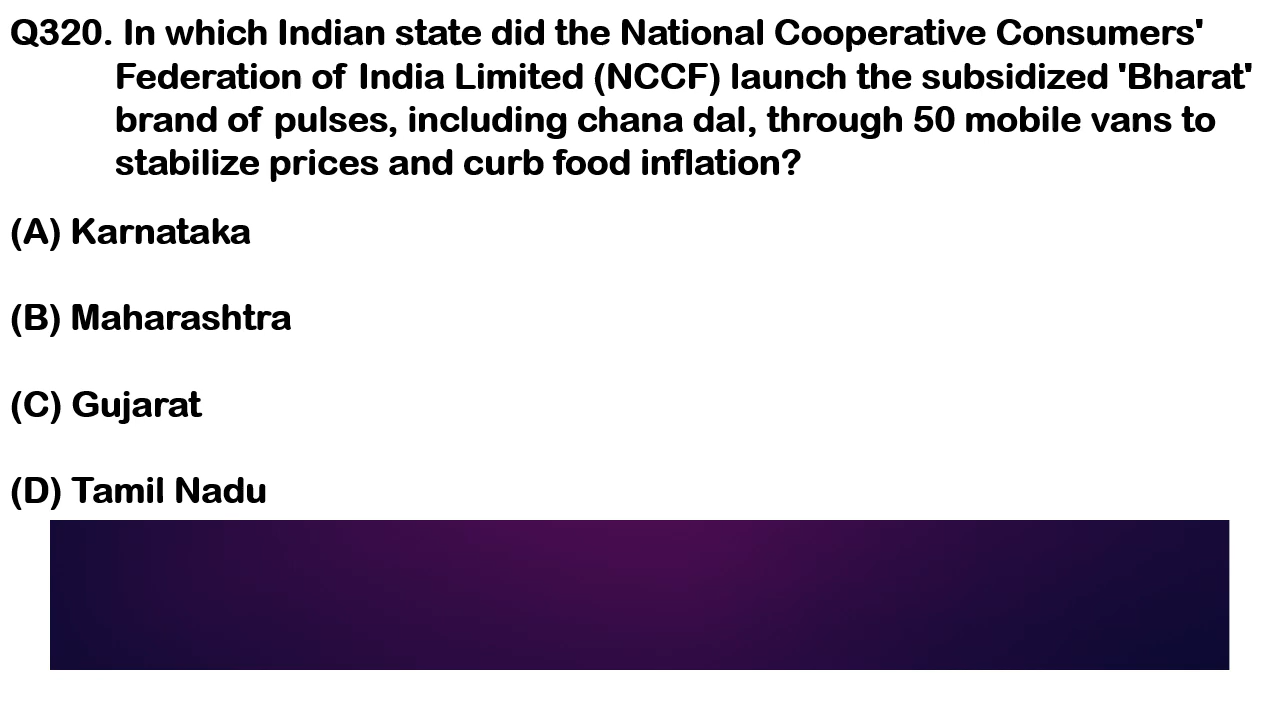 Q320. In which Indian state did the National Cooperative Consumers'
Federation of India Limited (NCCF) launch the subsidized 'Bharat'
brand of pulses, including chana dal, through 50 mobile vans to
stabilize prices and curb food inflation?
(A) Karnataka
(B) Maharashtra
(C) Gujarat
(D) Tamil Nadu